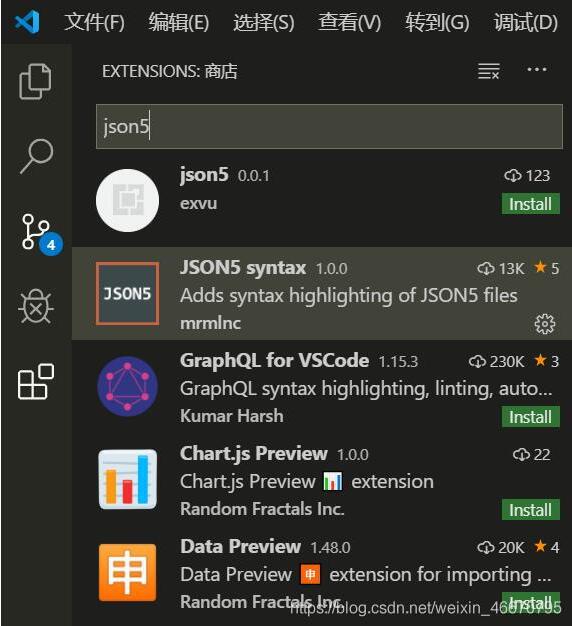 文件(F) 编辑(E) 选择(S) 查看(V) 转到(G) 调试(D)
EXTENSIONS: 商店
json5
json5 0.0.1 123
exvu Install
4
JSON5 syntax 1.0.0 13K 5
JSON5
Adds syntax highlighting of JSON5 files
mrmlnc
GraphQL for VSCode 1.15.3 230K 3
GraphQL syntax highlighting, linting, auto...
Kumar Harsh Install
Chart.js Preview 1.0.0 22
Chart.js Preview 📊 extension
Random Fractals Inc. Install
Data Preview 1.48.0 20K 4
申
Data Preview 🈸 extension for importing ...
Random Fractals Inc. Install
https://blog.csdn.net/weixin_46670795